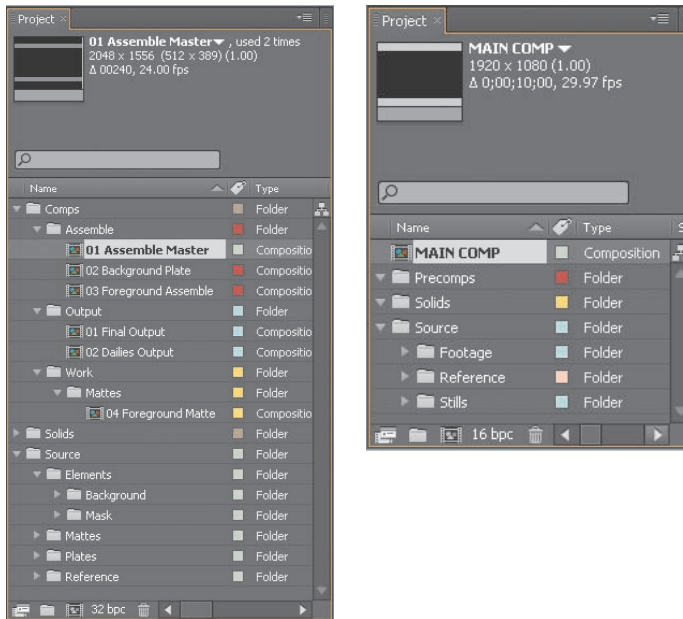 Project ×
01 Assemble Master , used 2 times
2048 x 1556 (512 x 389) (1.00)
Δ 00240, 24.00 fps
Name Type
Comps Folder
Assemble Folder
01 Assemble Master Compositio
02 Background Plate Compositio
03 Foreground Assemble Compositio
Output Folder
01 Final Output Compositio
02 Dailies Output Compositio
Work Folder
Mattes Folder
04 Foreground Matte Compositio
Solids Folder
Source Folder
Elements Folder
Background Folder
Mask Folder
Mattes Folder
Plates Folder
Reference Folder
32 bpc
Project ×
MAIN COMP
1920 x 1080 (1.00)
Δ 0;00;10;00, 29.97 fps
Name Type S
MAIN COMP Composition
Precomps Folder
Solids Folder
Source Folder
Footage Folder
Reference Folder
Stills Folder
16 bpc